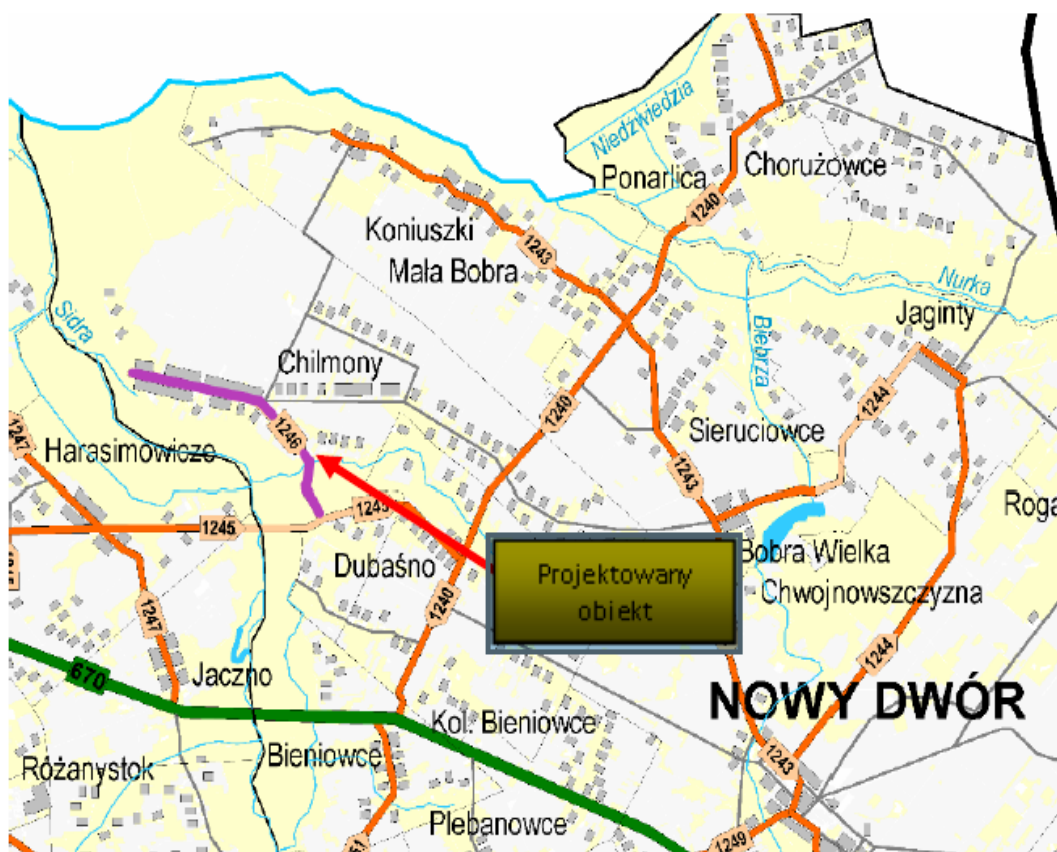 Niedźwiedzia
Ponarlica
Chorużowce
1240
Koniuszki
1243
Mała Bobra
Nurka
Jaginty
Sidra
Biebrza
Chilmony
1240
1244
1246
Sieruciowce
1247
Harasimowicze
1243
Roga
1245
1245
Dubaśno
Projektowany
obiekt
Bobra Wielka
Chwojnowszczyzna
1240
1247
1244
Jaczno
670
NOWY DWÓR
Kol. Bieniowce
Bieniowce
1243
Różanystok
Plebanowce
1249